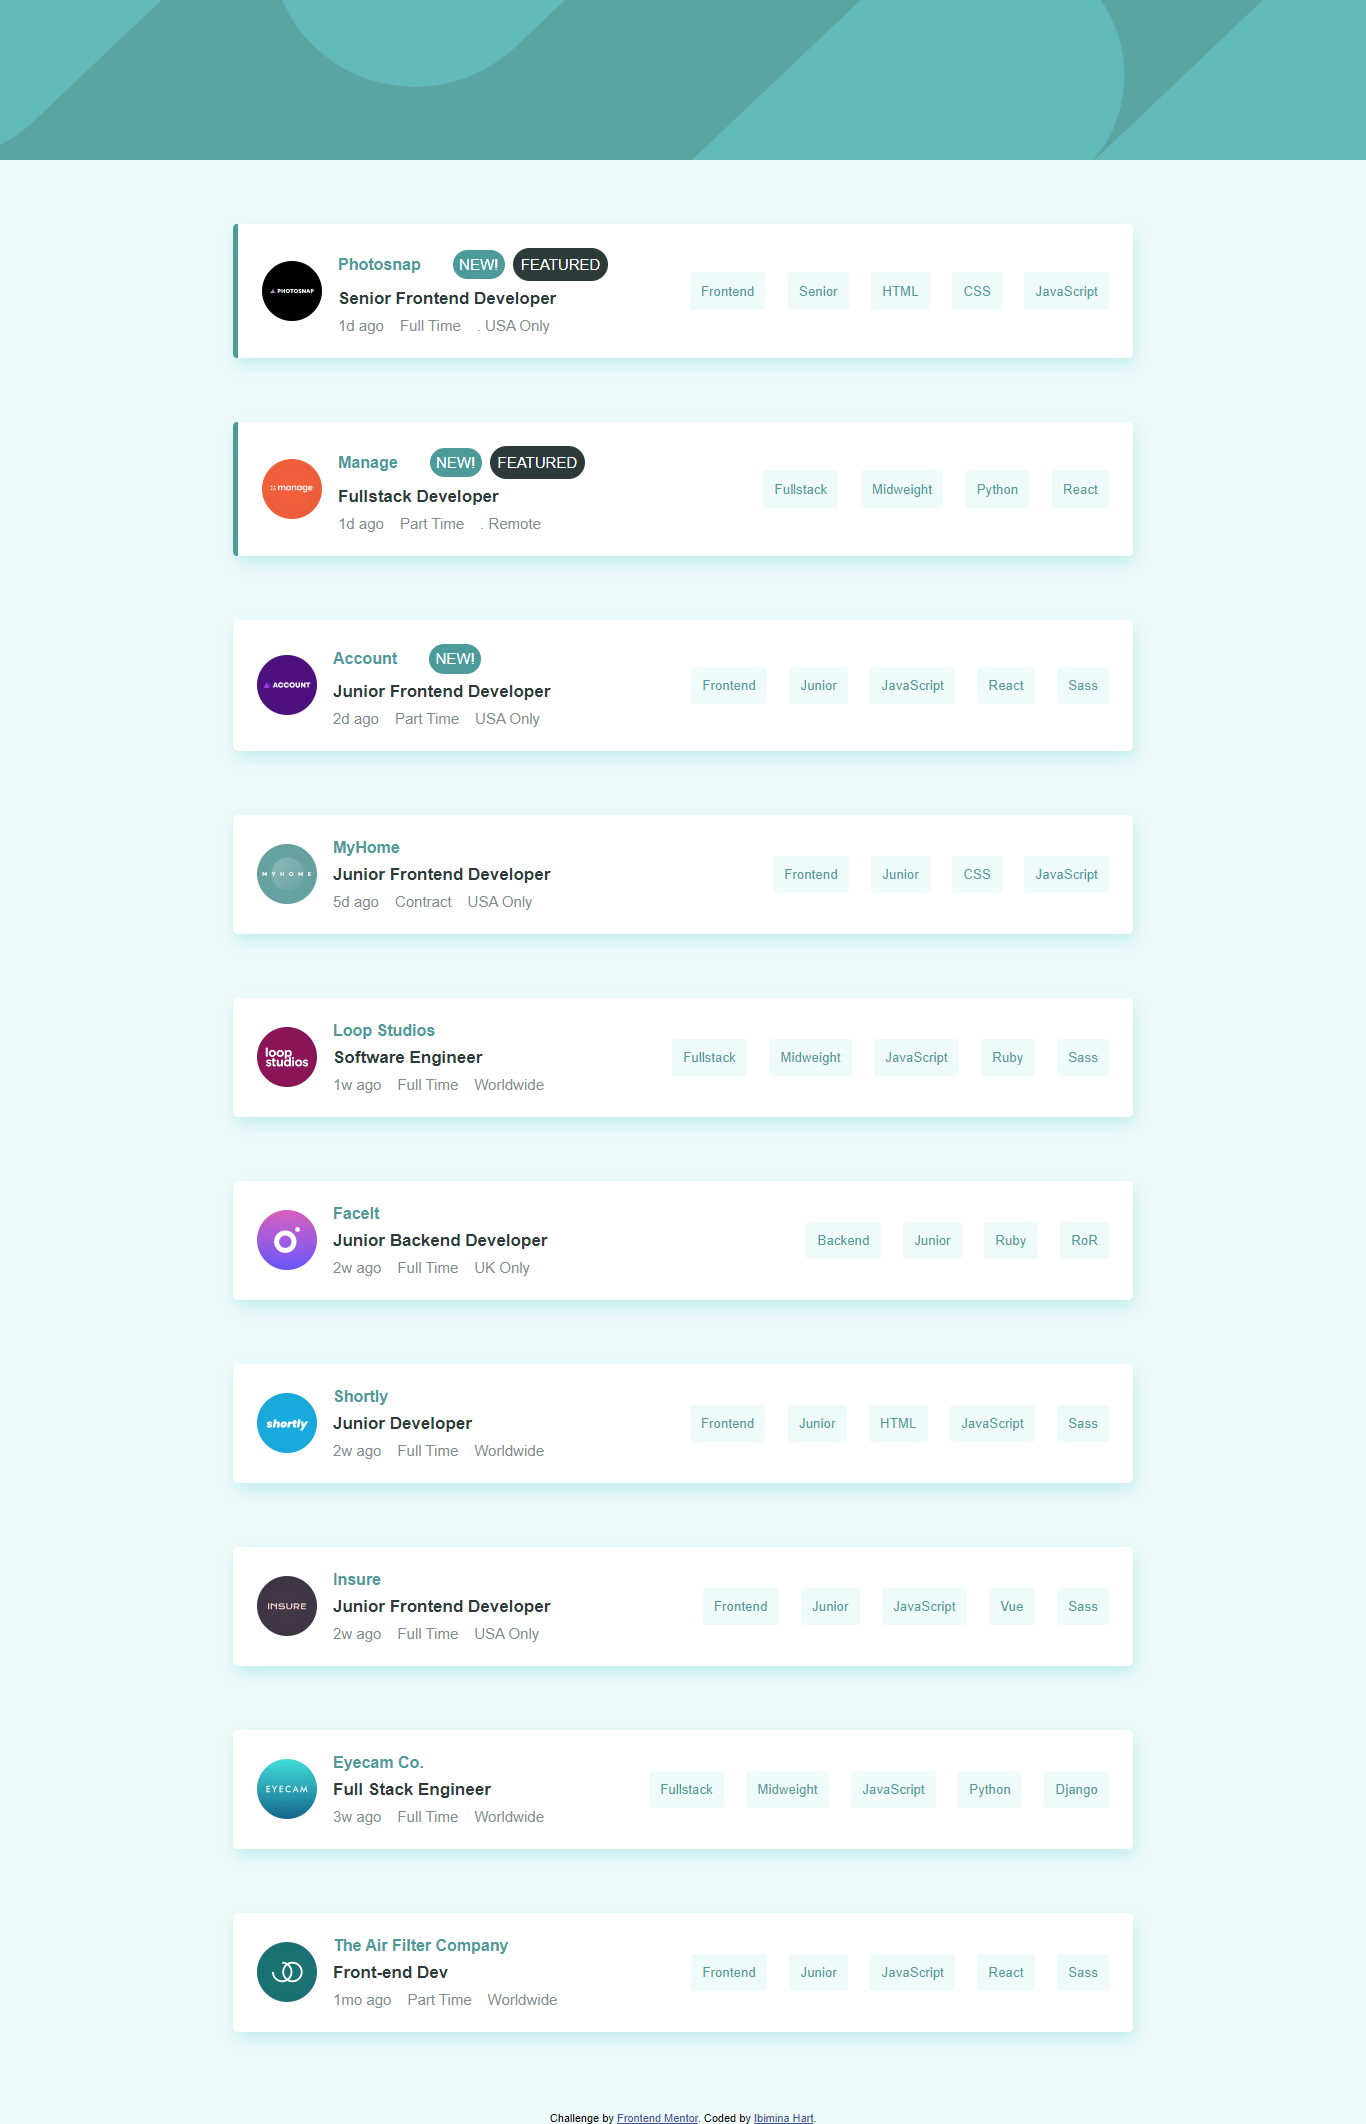 Photosnap NEW! FEATURED
PHOTOSNAP
Senior Frontend Developer
1d ago Full Time . USA Only
Frontend Senior HTML CSS JavaScript
Manage NEW! FEATURED
manage
Fullstack Developer
1d ago Part Time . Remote
Fullstack Midweight Python React
Account NEW!
ACCOUNT
Junior Frontend Developer
2d ago Part Time USA Only
Frontend Junior JavaScript React Sass
MyHome
MYHOME
Junior Frontend Developer
5d ago Contract USA Only
Frontend Junior CSS JavaScript
Loop Studios
loop
studios
Software Engineer
1w ago Full Time Worldwide
Fullstack Midweight JavaScript Ruby Sass
FaceIt
Junior Backend Developer
2w ago Full Time UK Only
Backend Junior Ruby RoR
Shortly
shortly
Junior Developer
2w ago Full Time Worldwide
Frontend Junior HTML JavaScript Sass
Insure
INSURE
Junior Frontend Developer
2w ago Full Time USA Only
Frontend Junior JavaScript Vue Sass
Eyecam Co.
EYECAM
Full Stack Engineer
3w ago Full Time Worldwide
Fullstack Midweight JavaScript Python Django
The Air Filter Company
Front-end Dev
1mo ago Part Time Worldwide
Frontend Junior JavaScript React Sass
Challenge by Frontend Mentor. Coded by Ibimina Hart.